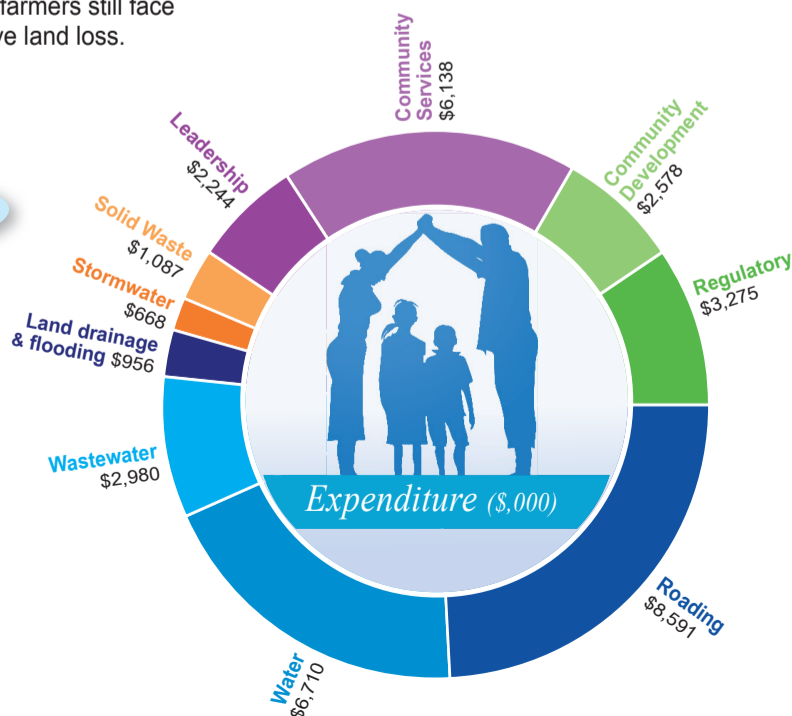 farmers still face
ve land loss.
Community
Services
$6,138
Community
Development
$2,578
Regulatory
$3,275
Roading
$8,591
Water
$6,710
Wastewater
$2,980
Land drainage
& flooding $956
Stormwater
$668
Solid Waste
$1,087
Leadership
$2,244
Expenditure ($,000)